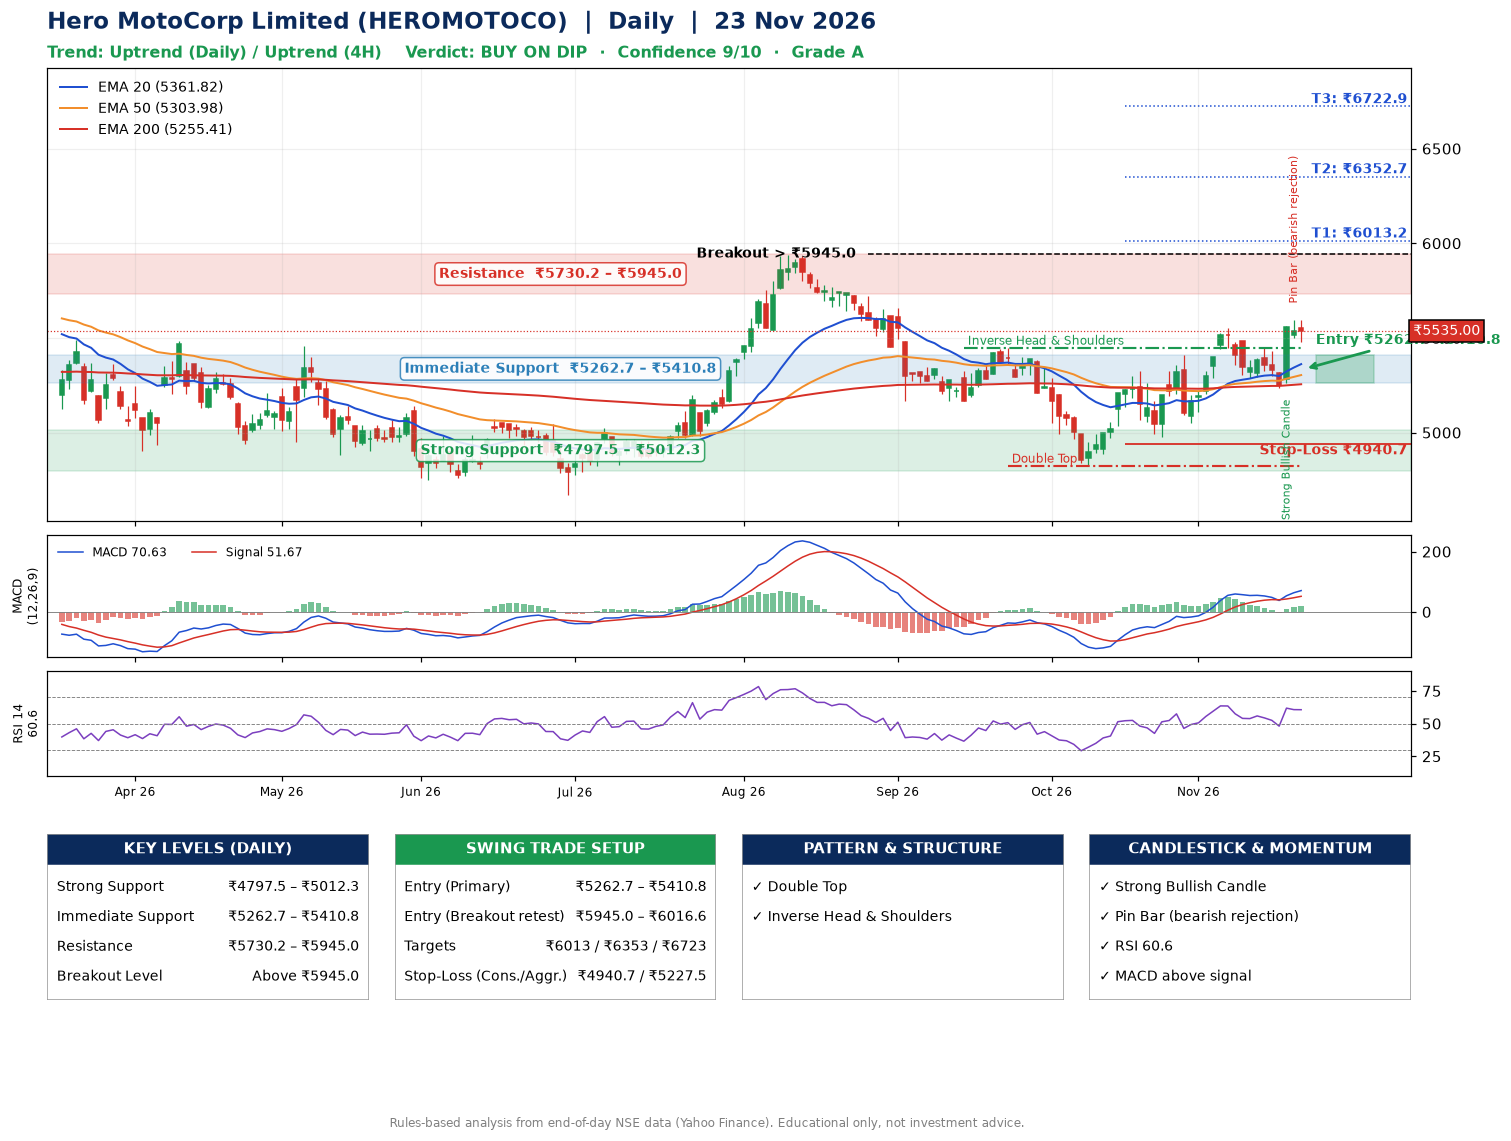 Hero MotoCorp Limited (HEROMOTOCO) | Daily | 23 Nov 2026
Trend: Uptrend (Daily) / Uptrend (4H) Verdict: BUY ON DIP · Confidence 9/10 · Grade A
EMA 20 (5361.82)
EMA 50 (5303.98)
EMA 200 (5255.41)
T3: ₹6722.9
6500
T2: ₹6352.7
Pin Bar (bearish rejection)
T1: ₹6013.2
6000
Breakout > ₹5945.0
Resistance ₹5730.2 – ₹5945.0
₹5535.00
Inverse Head & Shoulders
Immediate Support ₹5262.7 – ₹5410.8
5000
Strong Support ₹4797.5 – ₹5012.3
Stop-Loss ₹4940.7
Double Top
Strong Bullish Candle
MACD 70.63
Signal 51.67
200
0
MACD
(12,26,9)
75
50
25
RSI 14
60.6
Apr 26
May 26
Jun 26
Jul 26
Aug 26
Sep 26
Oct 26
Nov 26
KEY LEVELS (DAILY)
Strong Support ₹4797.5 – ₹5012.3
Immediate Support ₹5262.7 – ₹5410.8
Resistance ₹5730.2 – ₹5945.0
Breakout Level Above ₹5945.0
SWING TRADE SETUP
Entry (Primary) ₹5262.7 – ₹5410.8
Entry (Breakout retest) ₹5945.0 – ₹6016.6
Targets ₹6013 / ₹6353 / ₹6723
Stop-Loss (Cons./Aggr.) ₹4940.7 / ₹5227.5
PATTERN & STRUCTURE
✓ Double Top
✓ Inverse Head & Shoulders
CANDLESTICK & MOMENTUM
✓ Strong Bullish Candle
✓ Pin Bar (bearish rejection)
✓ RSI 60.6
✓ MACD above signal
Rules-based analysis from end-of-day NSE data (Yahoo Finance). Educational only, not investment advice.